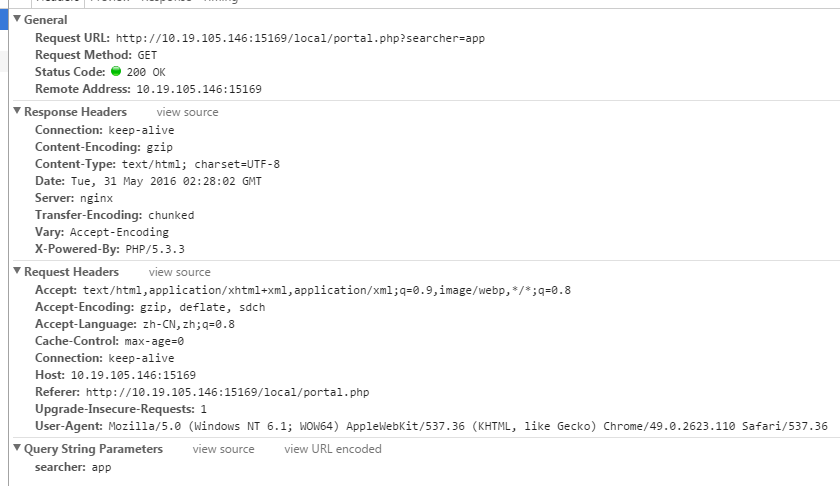 General
Request URL: http://10.19.105.146:15169/local/portal.php?searcher=app
Request Method: GET
Status Code: 200 OK
Remote Address: 10.19.105.146:15169
Response Headers view source
Connection: keep-alive
Content-Encoding: gzip
Content-Type: text/html; charset=UTF-8
Date: Tue, 31 May 2016 02:28:02 GMT
Server: nginx
Transfer-Encoding: chunked
Vary: Accept-Encoding
X-Powered-By: PHP/5.3.3
Request Headers view source
Accept: text/html,application/xhtml+xml,application/xml;q=0.9,image/webp,*/*;q=0.8
Accept-Encoding: gzip, deflate, sdch
Accept-Language: zh-CN,zh;q=0.8
Cache-Control: max-age=0
Connection: keep-alive
Host: 10.19.105.146:15169
Referer: http://10.19.105.146:15169/local/portal.php
Upgrade-Insecure-Requests: 1
User-Agent: Mozilla/5.0 (Windows NT 6.1; WOW64) AppleWebKit/537.36 (KHTML, like Gecko) Chrome/49.0.2623.110 Safari/537.36
Query String Parameters view source view URL encoded
searcher: app